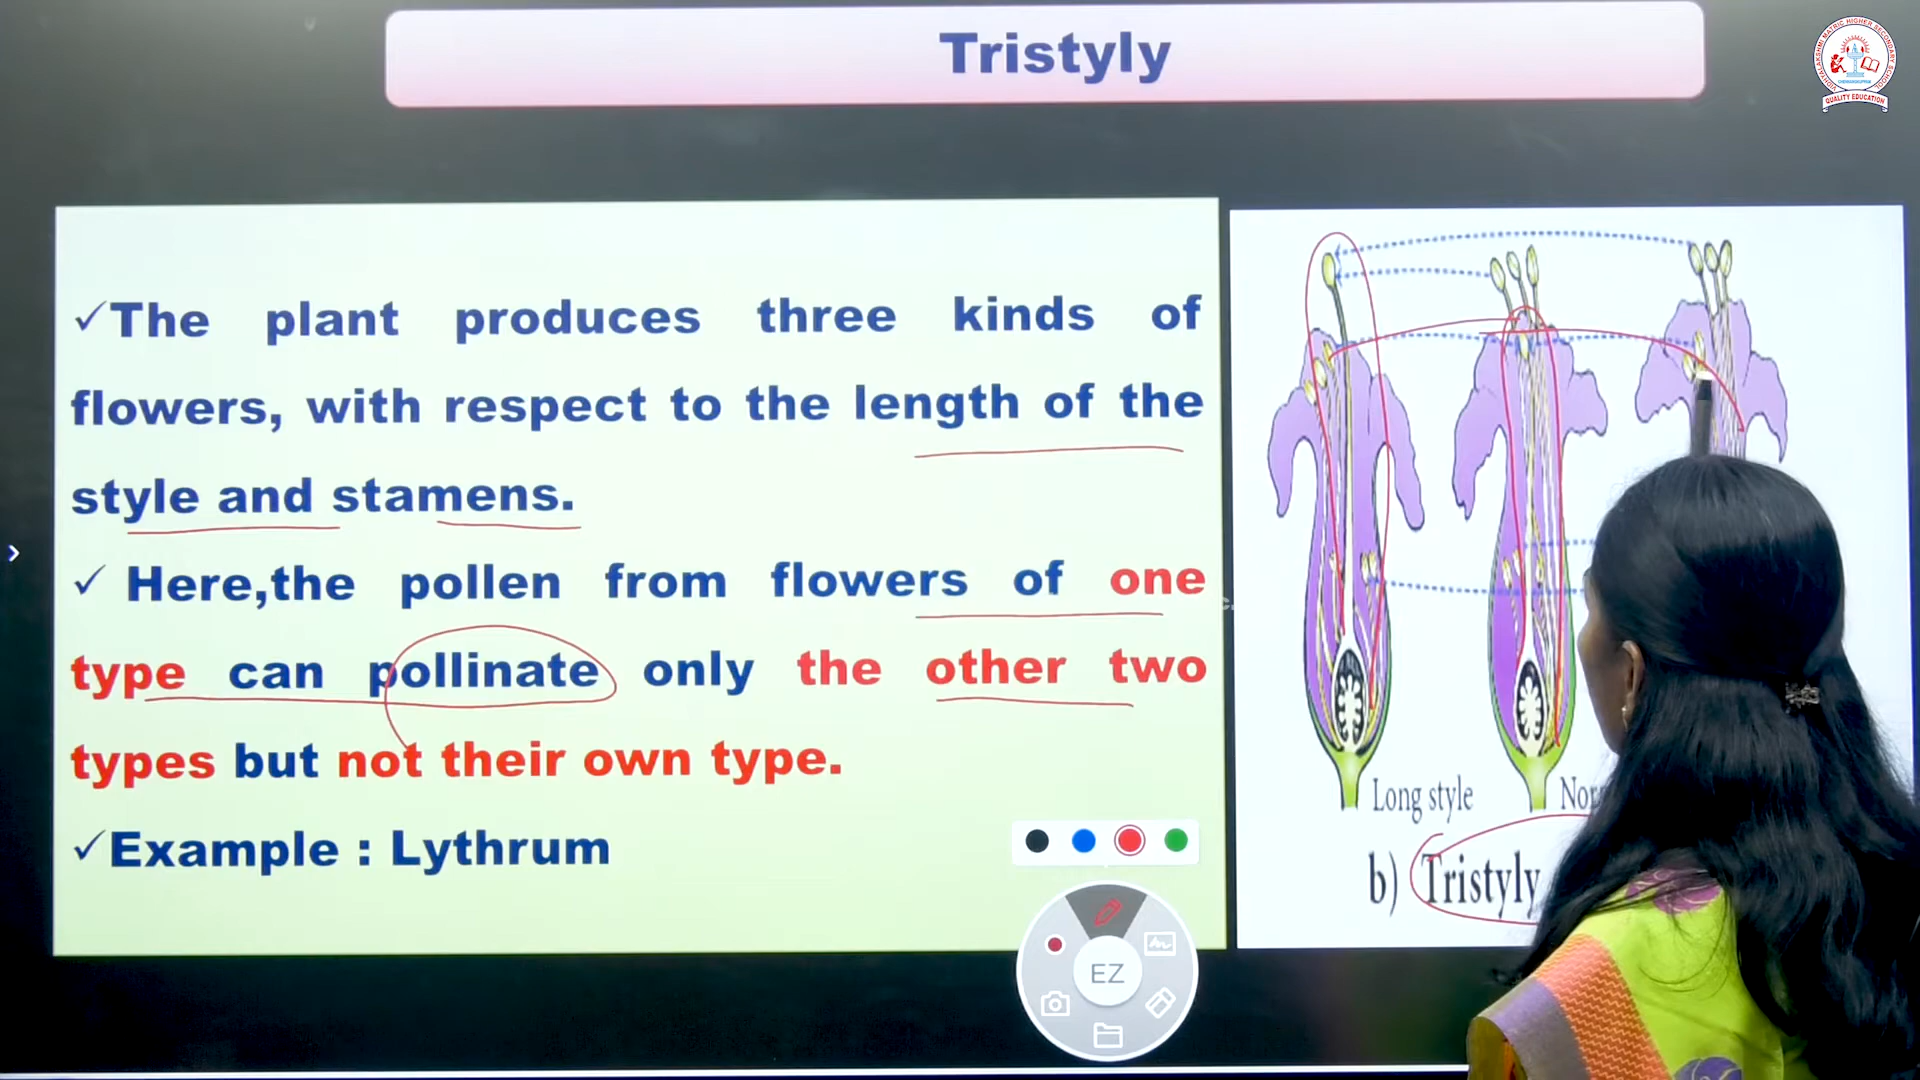 Tristyly
✓The plant produces three kinds of
flowers, with respect to the length of the
style and stamens.
✓ Here,the pollen from flowers of one
type can pollinate only the other two
types but not their own type.
✓Example : Lythrum
Long style
b) Tristyly
EZ
QUALITY EDUCATION